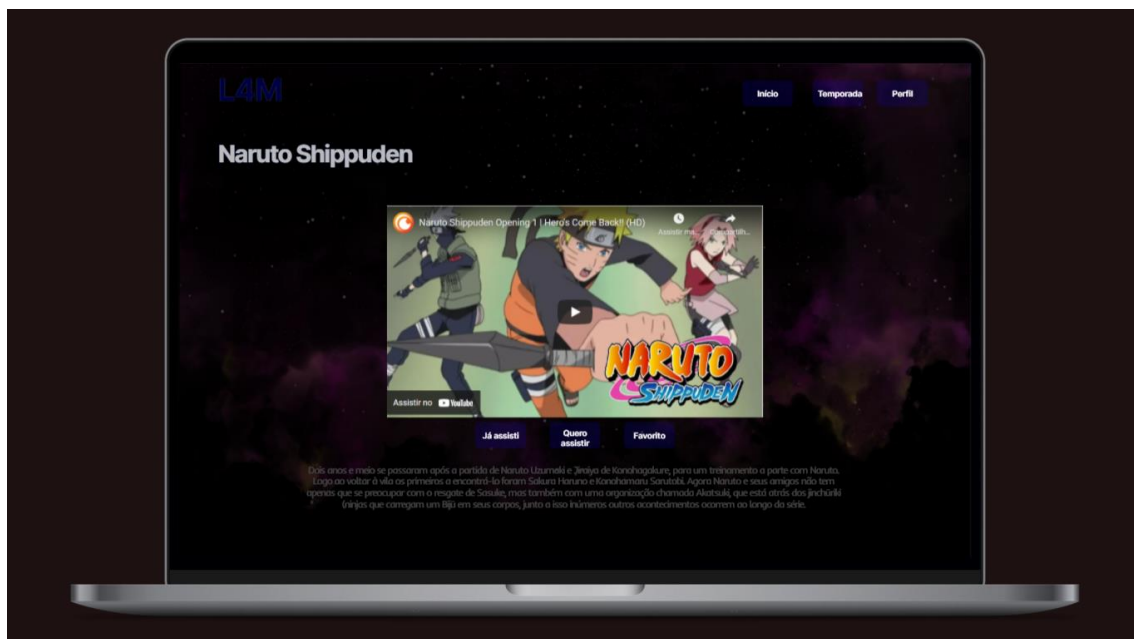 L4M
Início
Temporada
Perfil
Naruto Shippuden
Naruto Shippuden Opening 1 | Hero's Come Back!! (HD)
Assistir ma...
Compartilh...
NARUTO
SHIPPUDEN
Assistir no YouTube
Já assisti
Quero
assistir
Favorito
Dois anos e meio se passaram após a partida de Naruto Uzumaki e Jiraiya de Konohagakure, para um treinamento a parte com Naruto.
Logo ao voltar à vila os primeiros a encontrá-lo foram Sakura Haruno e Konohamaru Sarutobi. Agora Naruto e seus amigos não tem
apenas que se preocupar com o resgate de Sasuke, mas também com uma organização chamada Akatsuki, que está atrás dos jinchūriki
(ninjas que carregam um Bijū em seus corpos, junto a isso inúmeros outros acontecimentos ocorrem ao longo da série.